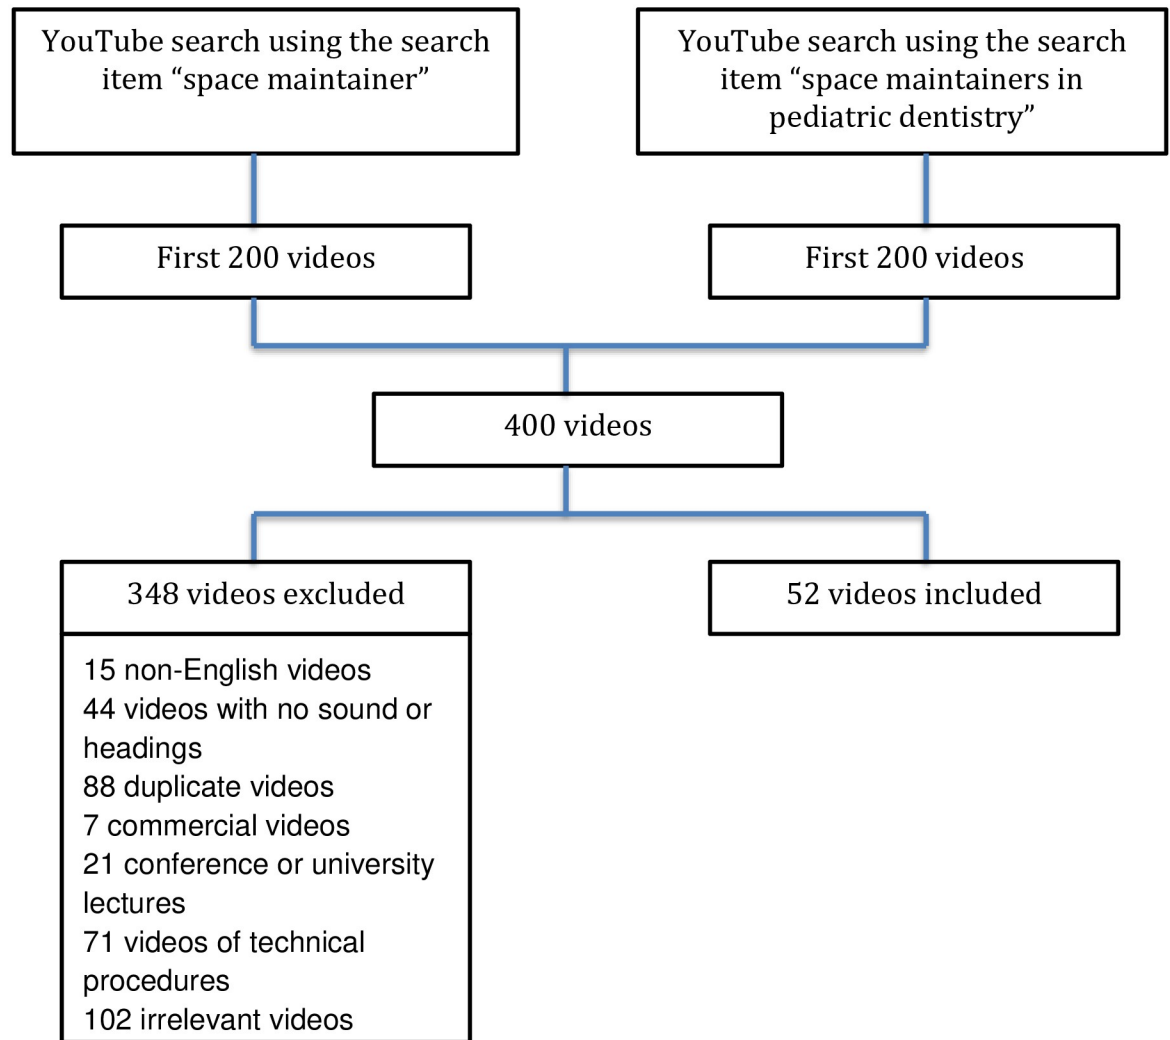 YouTube search using the search
item “space maintainer”
YouTube search using the search
item “space maintainers in
pediatric dentistry”
First 200 videos
First 200 videos
400 videos
348 videos excluded
52 videos included
15 non-English videos
44 videos with no sound or
headings
88 duplicate videos
7 commercial videos
21 conference or university
lectures
71 videos of technical
procedures
102 irrelevant videos